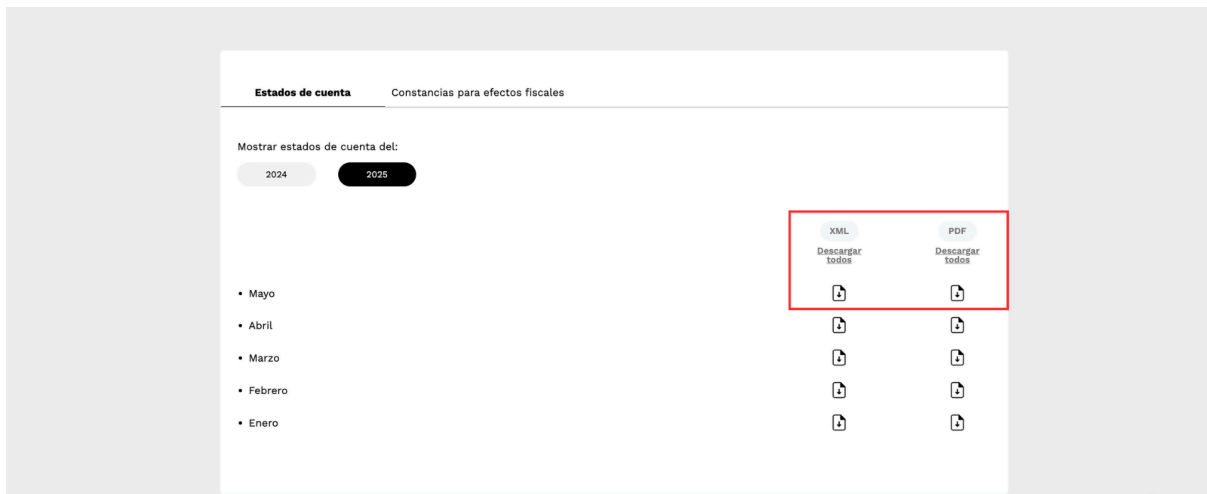 Estados de cuenta Constancias para efectos fiscales
Mostrar estados de cuenta del:
2024 2025
XML PDF
Descargar Descargar
todos todos
• Mayo
• Abril
• Marzo
• Febrero
• Enero